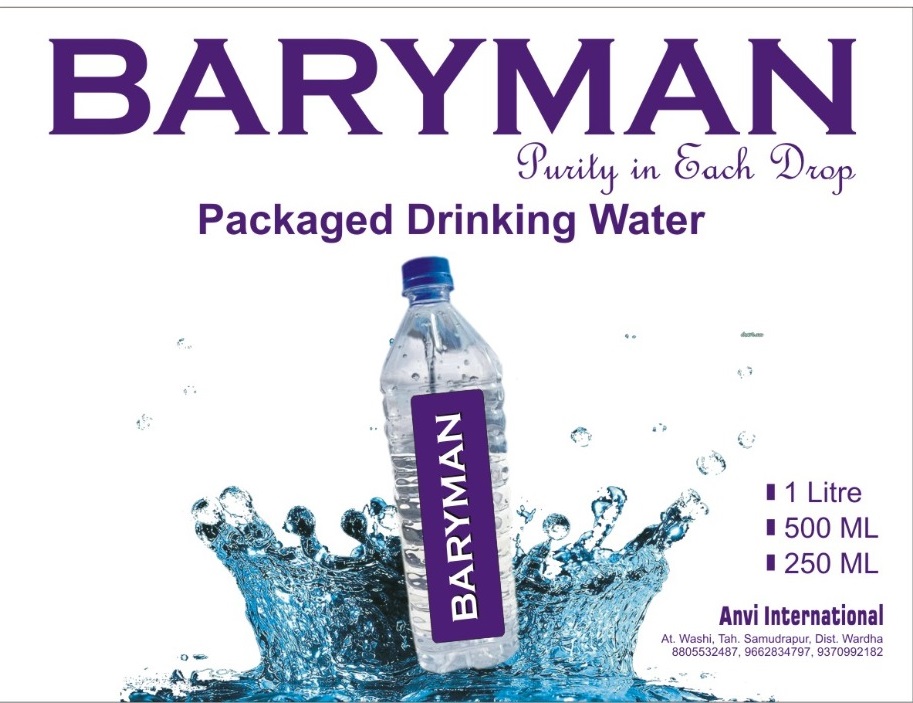 BARYMAN
Purity in Each Drop
Packaged Drinking Water
BARYMAN
1 Litre
500 ML
250 ML
Anvi International
At. Washi, Tah. Samudrapur, Dist. Wardha
8805532487, 9662834797, 9370992182